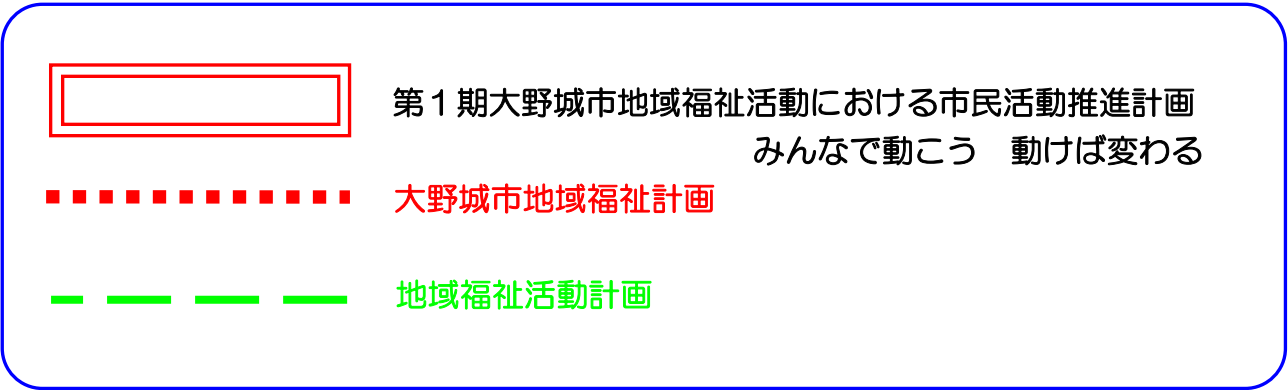 第１期大野城市地域福祉活動における市民活動推進計画
みんなで動こう　動けば変わる
大野城市地域福祉計画
地域福祉活動計画